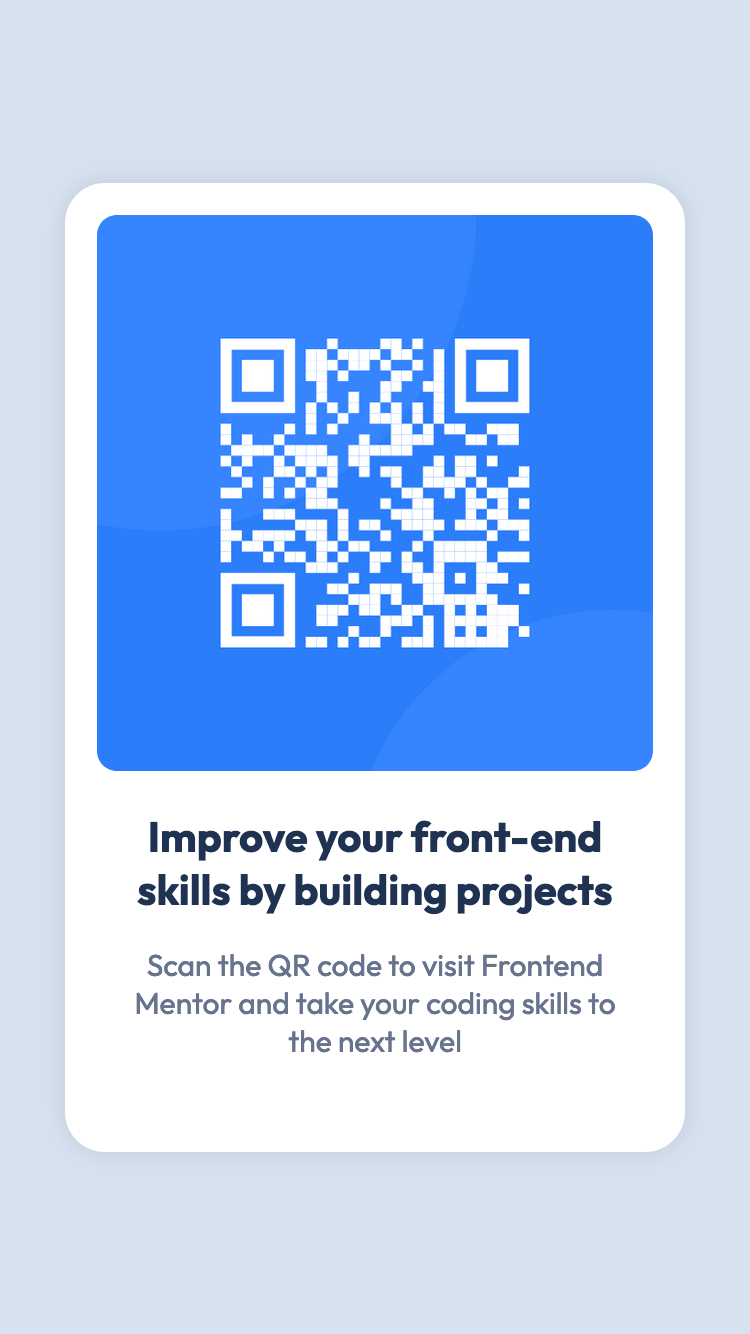 Improve your front-end
skills by building projects
Scan the QR code to visit Frontend
Mentor and take your coding skills to
the next level